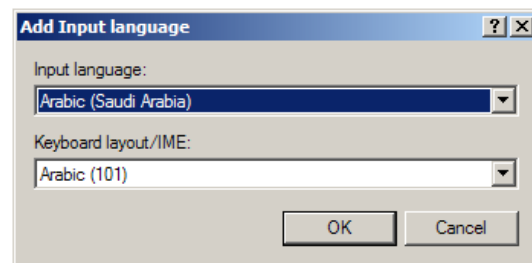 Add Input language
Input language:
Arabic (Saudi Arabia)
Keyboard layout/IME:
Arabic (101)
OK Cancel